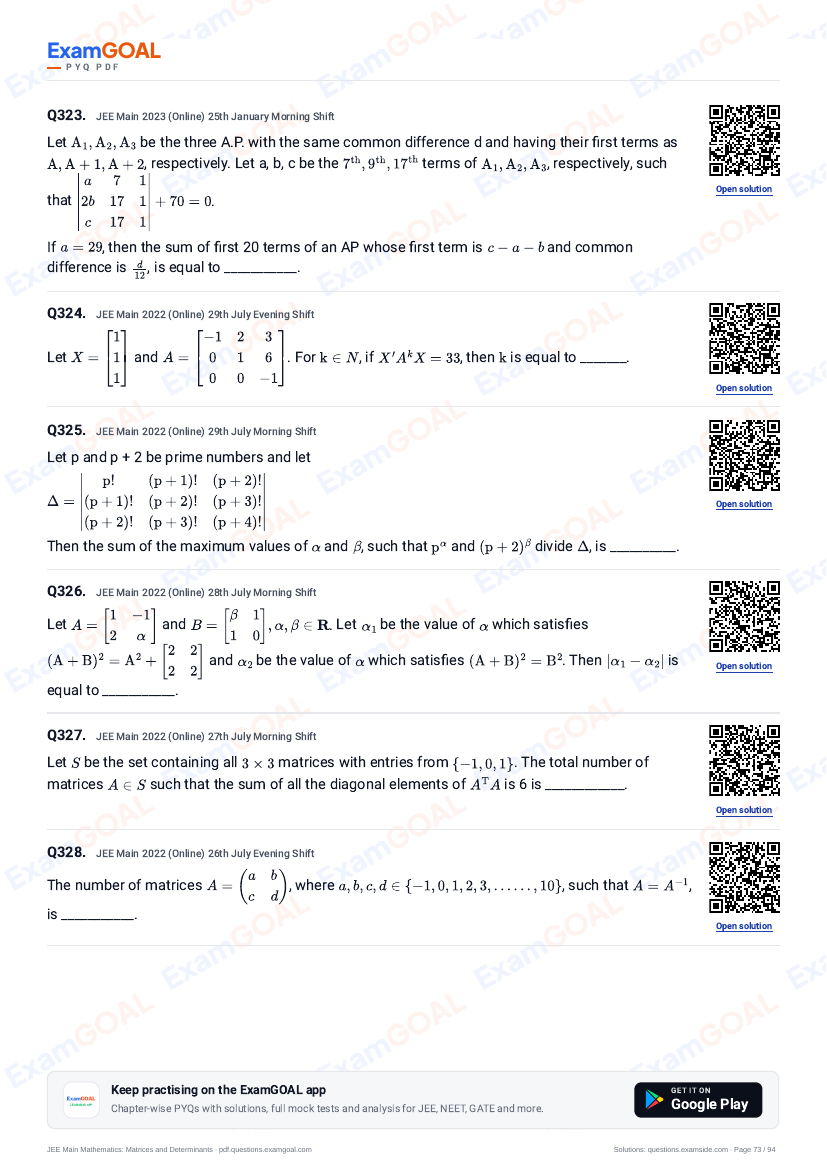 ExamGOAL
PYQ PDF
Q323. JEE Main 2023 (Online) 25th January Morning Shift
Let A₁, A₂, A₃ be the three A.P. with the same common difference d and having their first terms as
A, A + 1, A + 2, respectively. Let a, b, c be the 7ᵗʰ, 9ᵗʰ, 17ᵗʰ terms of A₁, A₂, A₃, respectively, such
that | a 7 1 ; 2b 17 1 ; c 17 1 | + 70 = 0.
If a = 29, then the sum of first 20 terms of an AP whose first term is c − a − b and common
difference is d/12, is equal to ___________.
Open solution
Q324. JEE Main 2022 (Online) 29th July Evening Shift
Let X = [ 1 ; 1 ; 1 ] and A = [ −1 2 3 ; 0 1 6 ; 0 0 −1 ]. For k ∈ N, if X′AᵏX = 33, then k is equal to _______.
Open solution
Q325. JEE Main 2022 (Online) 29th July Morning Shift
Let p and p + 2 be prime numbers and let
Δ = | p! (p + 1)! (p + 2)! ; (p + 1)! (p + 2)! (p + 3)! ; (p + 2)! (p + 3)! (p + 4)! |
Then the sum of the maximum values of α and β, such that p^α and (p + 2)^β divide Δ, is __________.
Open solution
Q326. JEE Main 2022 (Online) 28th July Morning Shift
Let A = [ 1 −1 ; 2 α ] and B = [ β 1 ; 1 0 ], α, β ∈ R. Let α₁ be the value of α which satisfies
(A + B)² = A² + [ 2 2 ; 2 2 ] and α₂ be the value of α which satisfies (A + B)² = B². Then |α₁ − α₂| is
equal to ___________.
Open solution
Q327. JEE Main 2022 (Online) 27th July Morning Shift
Let S be the set containing all 3 × 3 matrices with entries from {−1, 0, 1}. The total number of
matrices A ∈ S such that the sum of all the diagonal elements of AᵀA is 6 is ____________.
Open solution
Q328. JEE Main 2022 (Online) 26th July Evening Shift
The number of matrices A = ( a b ; c d ), where a, b, c, d ∈ {−1, 0, 1, 2, 3, . . . . . . , 10}, such that A = A⁻¹,
is ___________.
Open solution
Keep practising on the ExamGOAL app
Chapter-wise PYQs with solutions, full mock tests and analysis for JEE, NEET, GATE and more.
GET IT ON
Google Play
JEE Main Mathematics: Matrices and Determinants · pdf.questions.examgoal.com
Solutions: questions.examside.com · Page 73 / 94